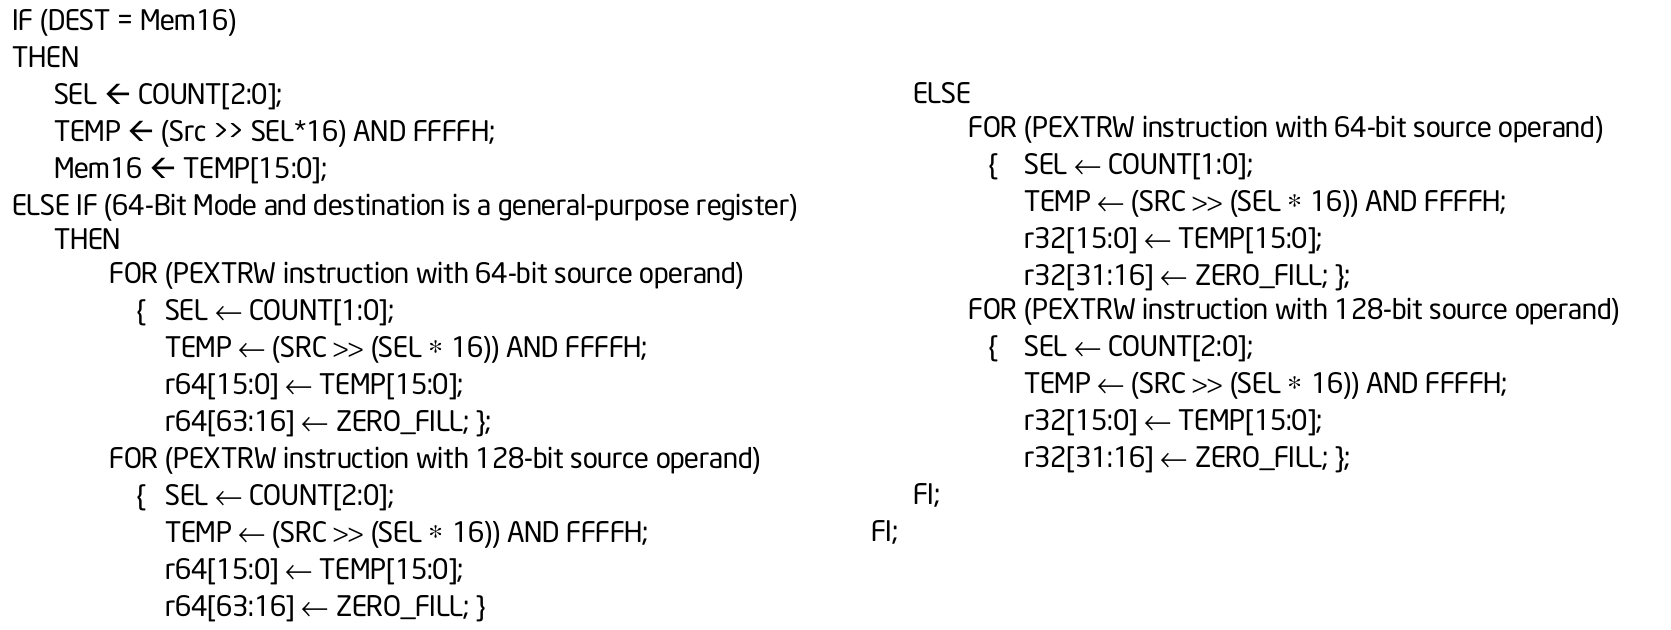 IF (DEST = Mem16)
THEN
SEL ← COUNT[2:0];
TEMP ← (Src >> SEL*16) AND FFFFH;
Mem16 ← TEMP[15:0];
ELSE IF (64-Bit Mode and destination is a general-purpose register)
THEN
FOR (PEXTRW instruction with 64-bit source operand)
{ SEL ← COUNT[1:0];
TEMP ← (SRC >> (SEL ∗ 16)) AND FFFFH;
r64[15:0] ← TEMP[15:0];
r64[63:16] ← ZERO_FILL; };
FOR (PEXTRW instruction with 128-bit source operand)
{ SEL ← COUNT[2:0];
TEMP ← (SRC >> (SEL ∗ 16)) AND FFFFH;
r64[15:0] ← TEMP[15:0];
r64[63:16] ← ZERO_FILL; }
ELSE
FOR (PEXTRW instruction with 64-bit source operand)
{ SEL ← COUNT[1:0];
TEMP ← (SRC >> (SEL ∗ 16)) AND FFFFH;
r32[15:0] ← TEMP[15:0];
r32[31:16] ← ZERO_FILL; };
FOR (PEXTRW instruction with 128-bit source operand)
{ SEL ← COUNT[2:0];
TEMP ← (SRC >> (SEL ∗ 16)) AND FFFFH;
r32[15:0] ← TEMP[15:0];
r32[31:16] ← ZERO_FILL; };
FI;
FI;